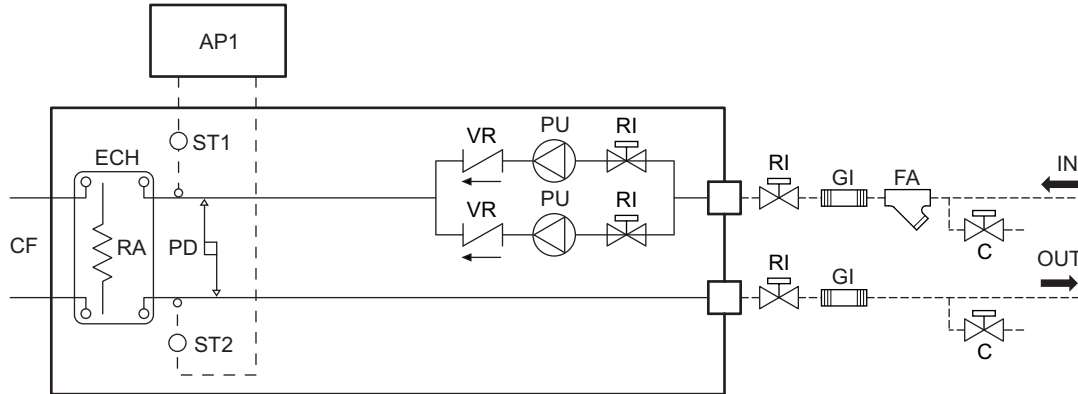 AP1
ST1
VR
PU
RI
ECH
RI
GI
FA
IN
VR
PU
RI
CF
RA
PD
C
RI
GI
OUT
ST2
C